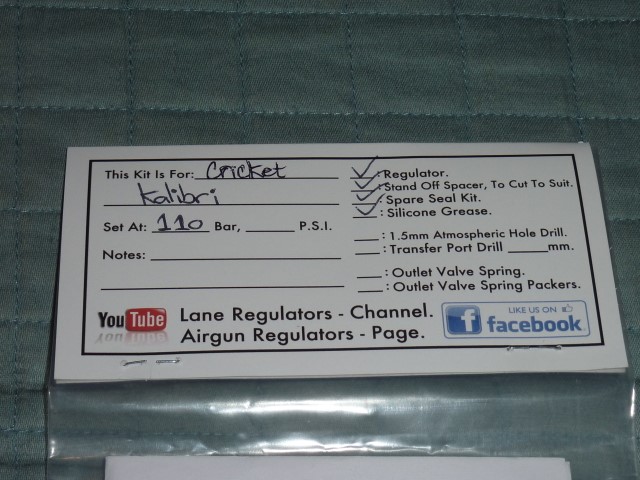 This Kit Is For: Cricket
Kalibri
Set At: 110 Bar, ______ P.S.I.
Notes:
: Regulator.
: Stand Off Spacer, To Cut To Suit.
: Spare Seal Kit.
: Silicone Grease.
: 1.5mm Atmospheric Hole Drill.
: Transfer Port Drill ______mm.
: Outlet Valve Spring.
: Outlet Valve Spring Packers.
YouTube
Lane Regulators - Channel.
Airgun Regulators - Page.
LIKE US ON
f facebook